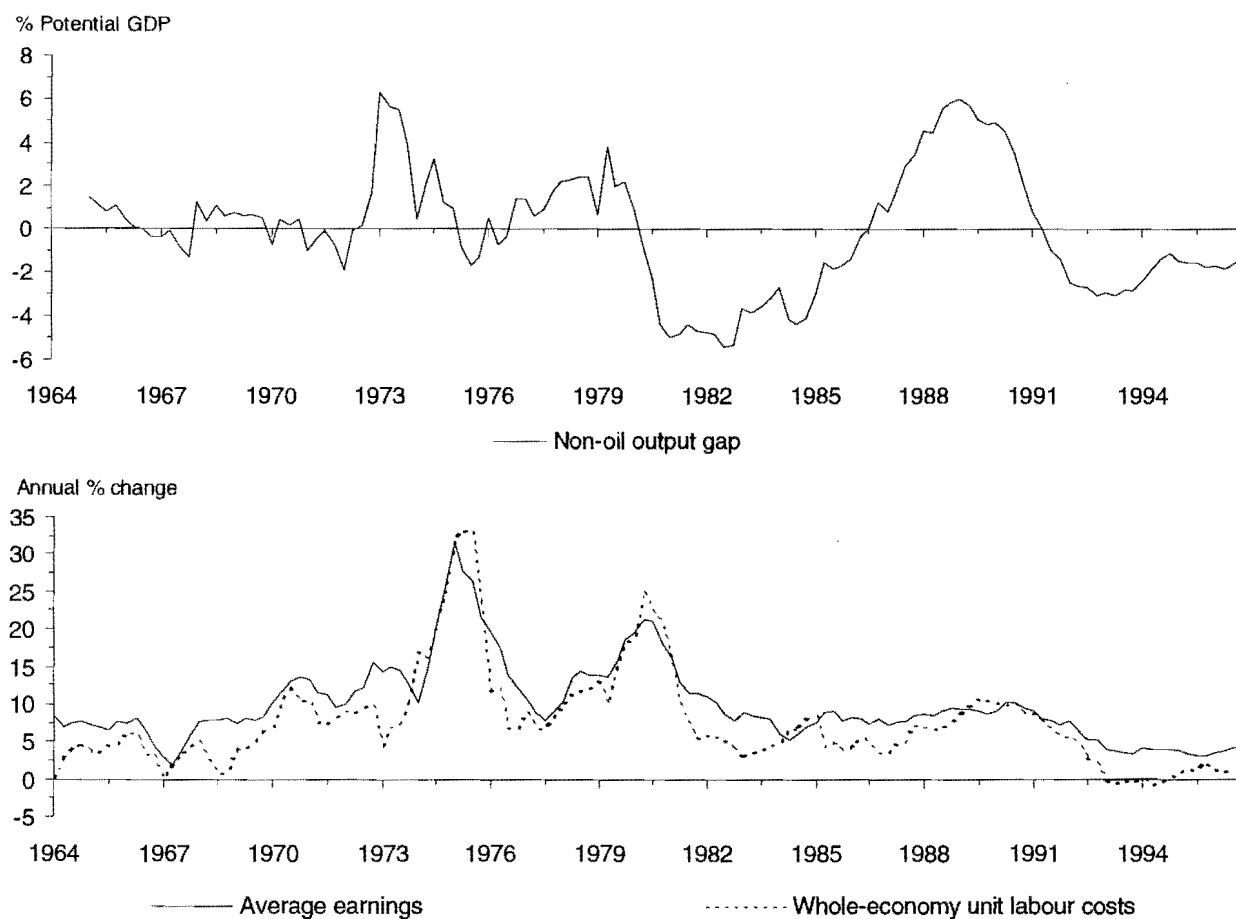 % Potential GDP
8
6
4
2
0
-2
-4
-6
1964 1967 1970 1973 1976 1979 1982 1985 1988 1991 1994
Non-oil output gap
Annual % change
35
30
25
20
15
10
5
0
-5
1964 1967 1970 1973 1976 1979 1982 1985 1988 1991 1994
Average earnings Whole-economy unit labour costs